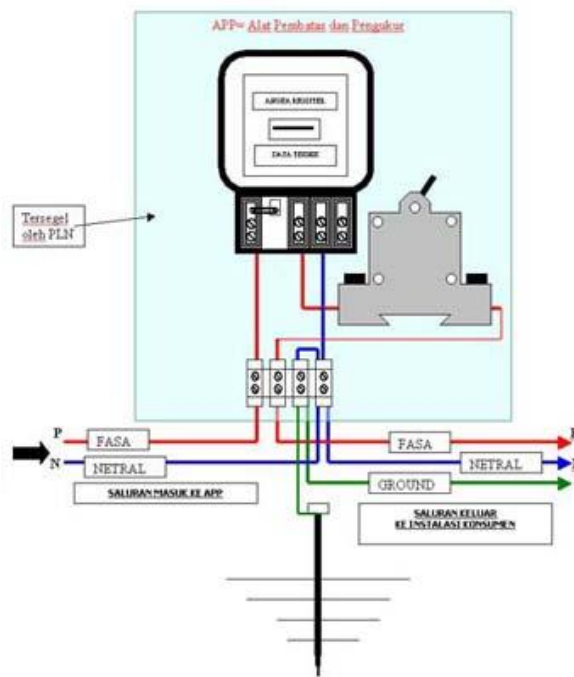 APP= Alat Pembatas dan Pengukur
ANGKA REGISTER
DATA TEKNIK
Tersegel
oleh PLN
P
FASA
FASA
N
NETRAL
NETRAL
SALURAN MASUK KE APP
GROUND
SALURAN KELUAR
KE INSTALASI KONSUMEN